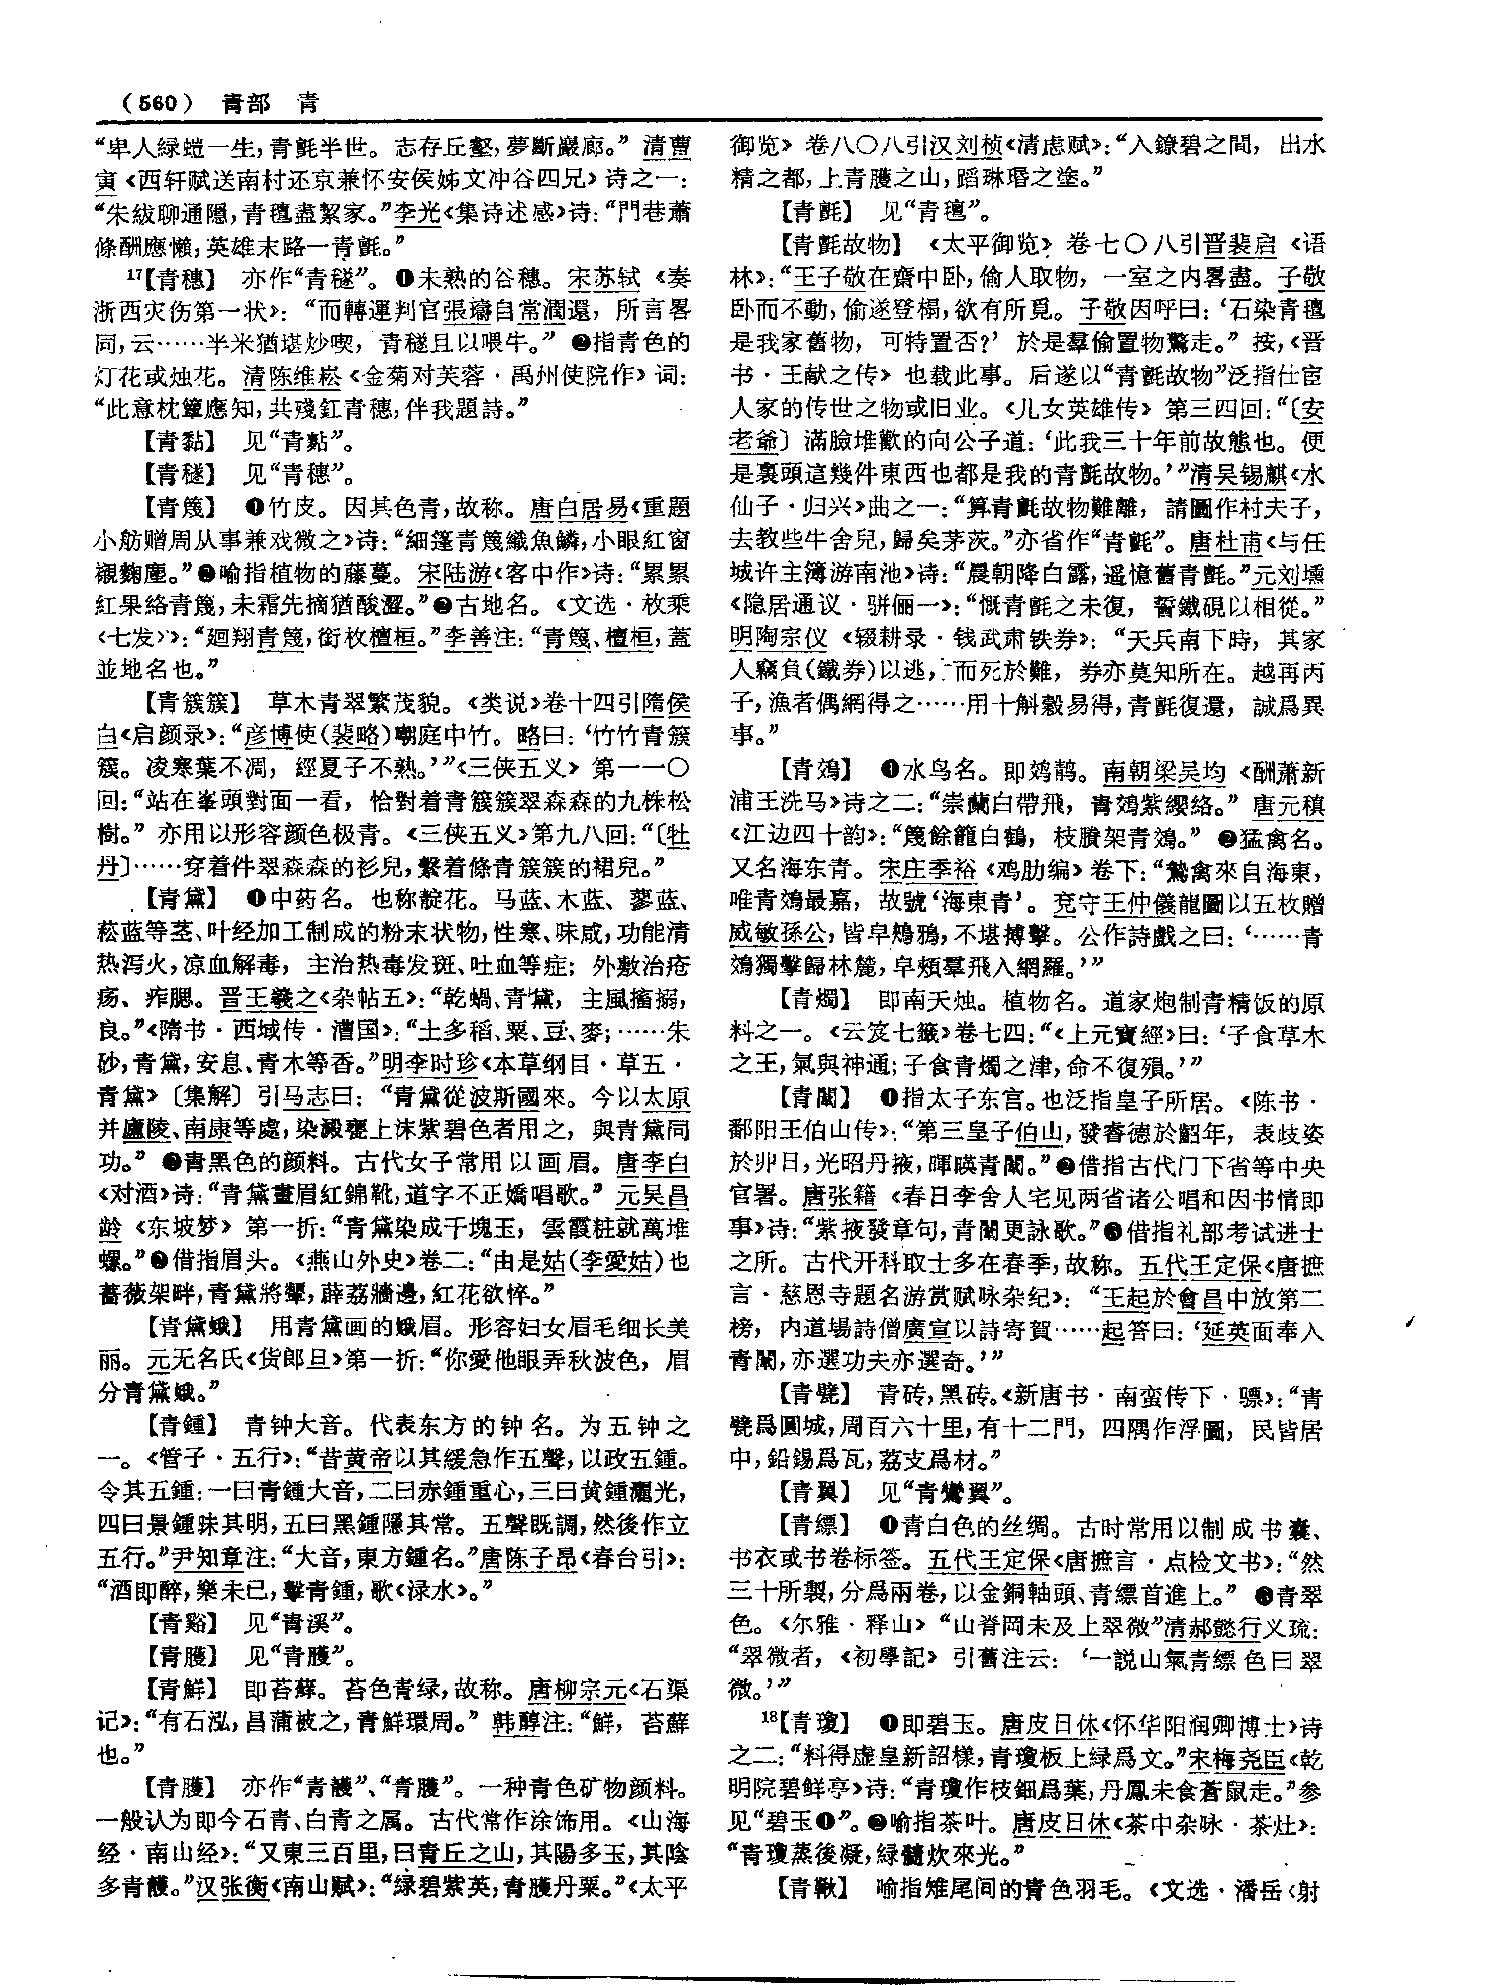 （560）　青部　青
“卑人緑螘一生，青氈半世。志存丘壑，夢斷巖廊。”清曹
寅《西轩赋送南村还京兼怀安侯姊文冲谷四兄》诗之一：
“朱紱聊通隱，青氊盡絜家。”李光《集诗述感》诗：“門巷蕭
條酬應懶，英雄末路一青氈。”
17【青穗】　亦作“青䆃”。❶未熟的谷穗。宋苏轼《奏
浙西灾伤第一状》：“而轉運判官張璹自常潤還，所言畧
同，云……半米猶堪炒喫，青穟且以喂牛。”❷指青色的
灯花或烛花。清陈维崧《金菊对芙蓉·禹州使院作》词：
“此意枕簟應知，共殘釭青穗，伴我題詩。”
【青黏】　见“青黏”。
【青穟】　见“青穗”。
【青篾】　❶竹皮。因其色青，故称。唐白居易《重題
小舫赠周从事兼戏微之》诗：“細篷青篾織魚鱗，小眼紅窗
襯麴塵。”❷喻指植物的藤蔓。宋陆游《客中作》诗：“累累
紅果絡青篾，未霜先摘猶酸澀。”❷古地名。《文选·枚乘
〈七发〉》：“迴翔青篾，銜枚檀桓。”李善注：“青篾、檀桓，蓋
並地名也。”
【青簇簇】　草木青翠繁茂貌。《类说》卷十四引隋侯
白《启颜录》：“彦博使（裴略）嘲庭中竹。略曰：‘竹竹青簇
簇。凌寒葉不凋，經夏子不熟。’”《三侠五义》第一一〇
回：“站在峯頭對面一看，恰對着青簇簇翠森森的九株松
樹。”亦用以形容颜色极青。《三侠五义》第九八回：“〔牡
丹〕……穿着件翠森森的衫兒，繫着條青簇簇的裙兒。”
【青黛】　❶中药名。也称靛花。马蓝、木蓝、蓼蓝、
菘蓝等茎、叶经加工制成的粉末状物，性寒、味咸，功能清
热泻火，凉血解毒，主治热毒发斑、吐血等症；外敷治疮
疡、痄腮。晋王羲之《杂帖五》：“乾蝸、青黛，主風搐搦，
良。”《隋书·西域传·漕国》：“土多稻、粟、豆、麥；……朱
砂，青黛，安息、青木等香。”明李时珍《本草纲目·草五·
青黛》〔集解〕引马志曰：“青黛從波斯國來。今以太原
并廬陵、南康等處，染澱甕上沫紫碧色者用之，與青黛同
功。”❷青黑色的颜料。古代女子常用以画眉。唐李白
《对酒》诗：“青黛畫眉紅錦靴，道字不正嬌唱歌。”元吴昌
龄《东坡梦》第一折：“青黛染成千塊玉，雲霞粧就萬堆
螺。”❷借指眉头。《燕山外史》卷二：“由是姑（李愛姑）也
薔薇架畔，青黛將顰，薜荔牆邊，紅花欲悴。”
【青黛娥】　用青黛画的娥眉。形容妇女眉毛细长美
丽。元无名氏《货郎旦》第一折：“你愛他眼弄秋波色，眉
分青黛娥。”
【青鍾】　青钟大音。代表东方的钟名。为五钟之
一。《管子·五行》：“昔黄帝以其緩急作五聲，以政五鍾。
令其五鍾：一曰青鍾大音，二曰赤鍾重心，三曰黄鍾灑光，
四曰景鍾昧其明，五曰黑鍾隱其常。五聲既調，然後作立
五行。”尹知章注：“大音，東方鍾名。”唐陈子昂《春台引》：
“酒即醉，樂未已，擊青鍾，歌《渌水》。”
【青谿】　见“青溪”。
【青臒】　见“青雘”。
【青鮮】　即苔蘚。苔色青绿，故称。唐柳宗元《石渠
记》：“有石泓，昌蒲被之，青鮮環周。”韩醇注：“鮮，苔蘚
也。”
【青雘】　亦作“青䨼”、“青臒”。一种青色矿物颜料。
一般认为即今石青、白青之属。古代常作涂饰用。《山海
经·南山经》：“又東三百里，曰青丘之山，其陽多玉，其陰
多青䨼。”汉张衡《南山赋》：“绿碧紫英，青雘丹粟。”《太平
御览》卷八〇八引汉刘桢《清虑赋》：“入鐐碧之間，出水
精之都，上青雘之山，蹈琳瑉之塗。”
【青氈】　见“青氊”。
【青氈故物】　《太平御览》卷七〇八引晋裴启《语
林》：“王子敬在齋中卧，偷人取物，一室之内畧盡。子敬
卧而不動，偷遂登榻，欲有所覓。子敬因呼曰：‘石染青氊
是我家舊物，可特置否？’於是羣偷置物驚走。”按，《晋
书·王献之传》也载此事。后遂以“青氈故物”泛指仕宦
人家的传世之物或旧业。《儿女英雄传》第三四回：“〔安
老爺〕滿臉堆歡的向公子道：‘此我三十年前故態也。便
是裏頭這幾件東西也都是我的青氈故物。’”清吴锡麒《水
仙子·归兴》曲之一：“算青氈故物難離，請圖作村夫子，
去教些牛舍兒，歸矣茅茨。”亦省作“青氈”。唐杜甫《与任
城许主簿游南池》诗：“晨朝降白露，遥憶舊青氈。”元刘壎
《隐居通议·骈俪一》：“慨青氈之未復，誓鐵硯以相從。”
明陶宗仪《辍耕录·钱武肃铁券》：“天兵南下時，其家
人竊負（鐵券）以逃，而死於難，券亦莫知所在。越再丙
子，漁者偶網得之……用十斛穀易得，青氈復還，誠爲異
事。”
【青鵁】　❶水鸟名。即䴔䴖。南朝梁吴均《酬萧新
浦王洗马》诗之二：“崇蘭白帶飛，青鵁紫纓絡。”唐元稹
《江边四十韵》：“篾餘籠白鶴，枝賸架青鵁。”❷猛禽名。
又名海东青。宋庄季裕《鸡肋编》卷下：“鷙禽來自海東，
唯青鵁最嘉，故號‘海東青’。兗守王仲儀龍圖以五枚赠
威敏孫公，皆皁鴉鴉，不堪搏擊。公作詩戲之曰：‘……青
鵁獨擊歸林麓，皁頰羣飛入網羅。’”
【青燭】　即南天烛。植物名。道家炮制青精饭的原
料之一。《云笈七籤》卷七四：“《上元寶經》曰：‘子食草木
之王，氣與神通；子食青燭之津，命不復殞。’”
【青闈】　❶指太子东宫。也泛指皇子所居。《陈书·
鄱阳王伯山传》：“第三皇子伯山，發睿德於韶年，表歧姿
於丱日，光昭丹掖，暉暎青闈。”❷借指古代门下省等中央
官署。唐张籍《春日李舍人宅见两省诸公唱和因书情即
事》诗：“紫掖發章句，青闈更詠歌。”❸借指礼部考试进士
之所。古代开科取士多在春季，故称。五代王定保《唐摭
言·慈恩寺题名游赏赋咏杂纪》：“王起於會昌中放第二
榜，内道場詩僧廣宣以詩寄賀……起答曰：‘延英面奉入
青闈，亦選功夫亦選奇。’”
【青甓】　青砖，黑砖。《新唐书·南蛮传下·骠》：“青
甓爲圓城，周百六十里，有十二門，四隅作浮圖，民皆居
中，鉛錫爲瓦，荔支爲材。”
【青翼】　见“青鸞翼”。
【青縹】　❶青白色的丝绸。古时常用以制成书囊、
书衣或书卷标签。五代王定保《唐摭言·点检文书》：“然
三十所製，分爲兩卷，以金銅軸頭、青縹首進上。”❷青翠
色。《尔雅·释山》“山脊冈未及上翠微”清郝懿行义疏：
“翠微者，《初學記》引舊注云：‘一説山氣青縹色曰翠
微。’”
18【青瓊】　❶即碧玉。唐皮日休《怀华阳润卿博士》诗
之二：“料得虚皇新詔樣，青瓊板上緑爲文。”宋梅尧臣《乾
明院碧鲜亭》诗：“青瓊作枝鈿爲葉，丹鳳未食蒼鼠走。”参
见“碧玉❶”。❷喻指茶叶。唐皮日休《茶中杂咏·茶灶》：
“青瓊蒸後凝，緑髓炊來光。”
【青鞦】　喻指雉尾间的青色羽毛。《文选·潘岳〈射